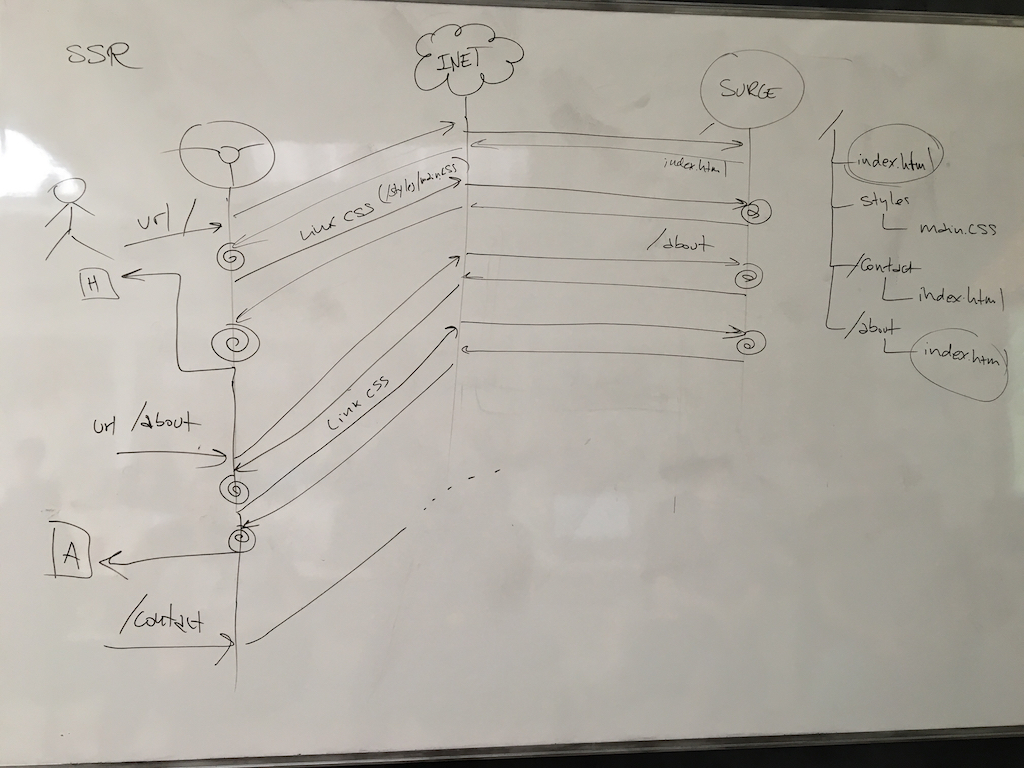 SSR
INET
SURGE
url /
Link CSS (/styles/main.css)
index.html
/about
H
url /about
Link CSS
A
/contact
/
index.html
styles
main.css
/contact
index.html
/about
index.html